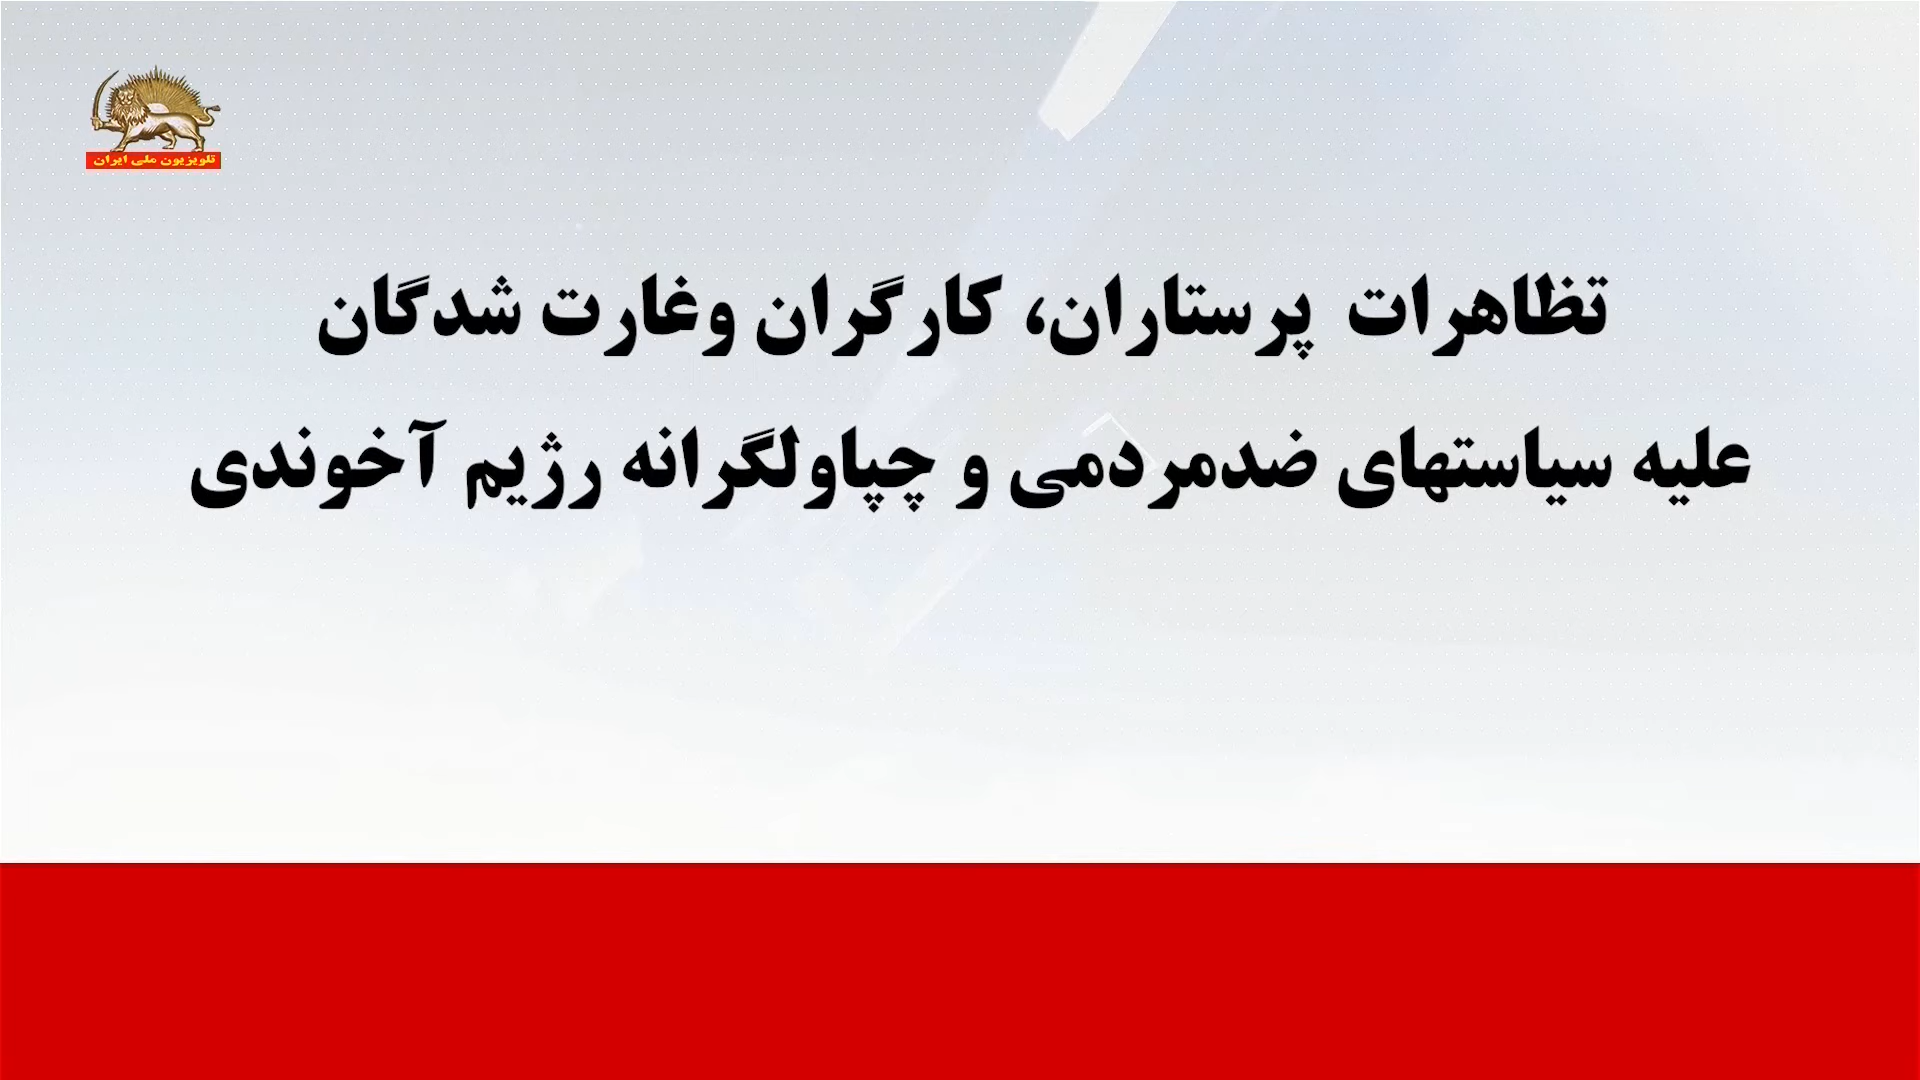 تلویزیون ملی ایران
تظاهرات پرستاران، کارگران وغارت شدگان
علیه سیاستهای ضدمردمی و چپاولگرانه رژیم آخوندی